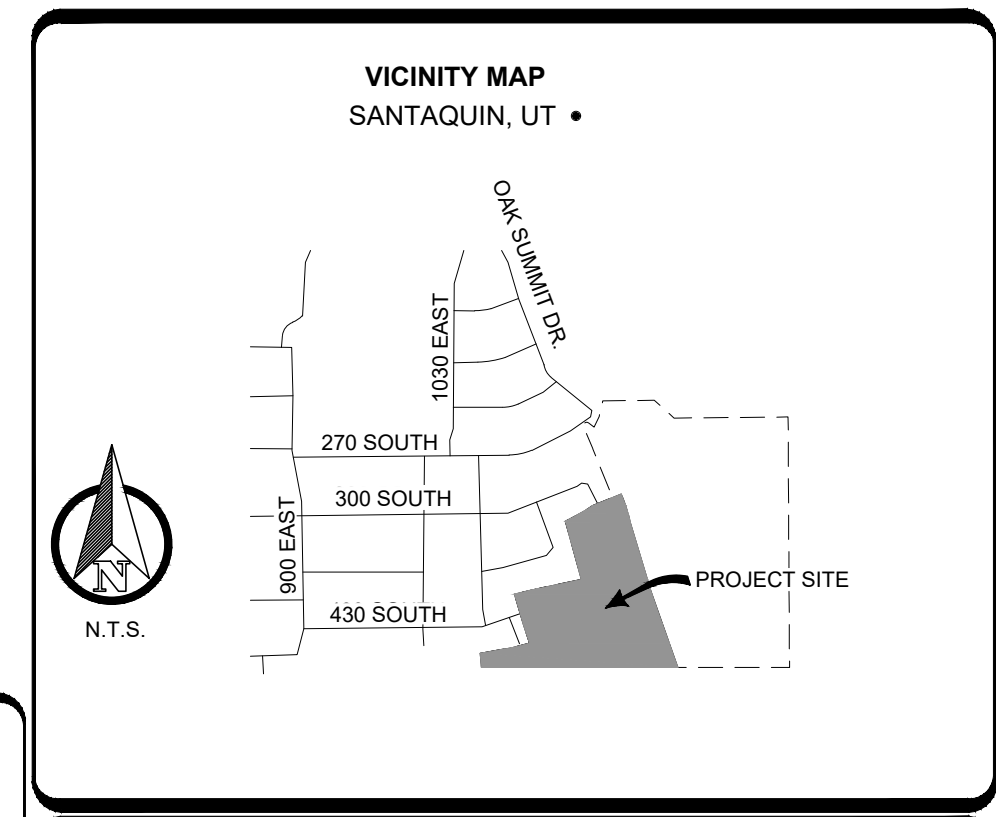 VICINITY MAP
SANTAQUIN, UT
OAK SUMMIT DR.
1030 EAST
270 SOUTH
300 SOUTH
900 EAST
PROJECT SITE
430 SOUTH
N
N.T.S.